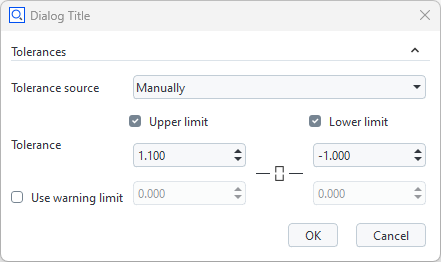 Dialog Title
Tolerances
Tolerance source Manually
Upper limit Lower limit
Tolerance 1.100 -1.000
Use warning limit 0.000 0.000
OK Cancel